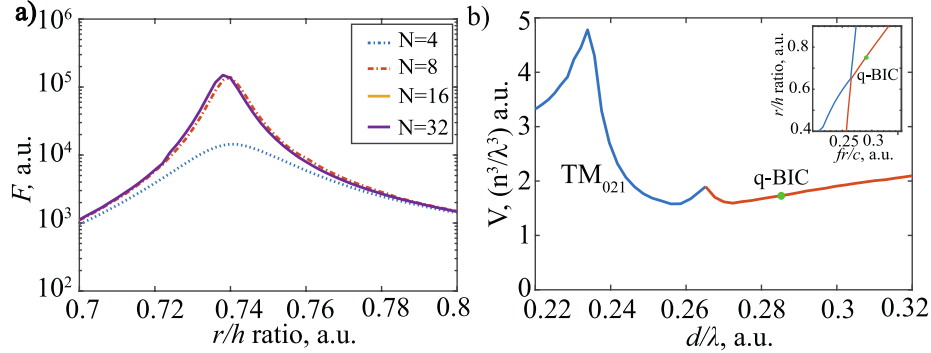 a)
10^6
10^5
10^4
10^3
10^2
F, a.u.
N=4
N=8
N=16
N=32
0.7 0.72 0.74 0.76 0.78 0.8
r/h ratio, a.u.
b)
5
4
3
2
1
0
V, (n^3/λ^3) a.u.
TM_021
q-BIC
0.22 0.24 0.26 0.28 0.3 0.32
d/λ, a.u.
r/h ratio, a.u.
0.8
0.6
0.4
q-BIC
0.25 0.3
fr/c, a.u.